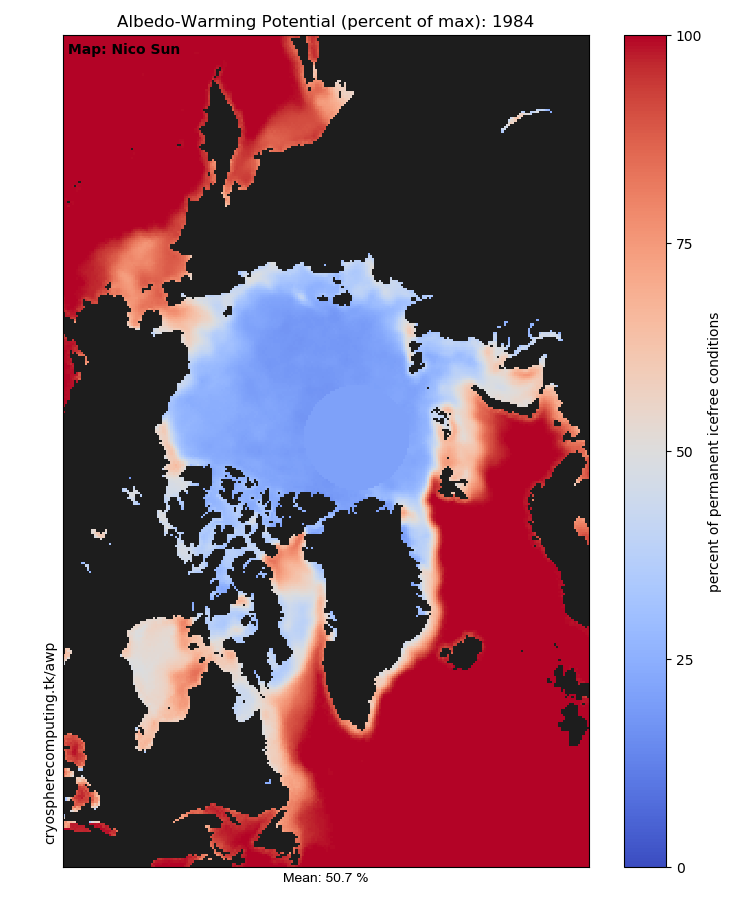 Albedo-Warming Potential (percent of max): 1984
Map: Nico Sun
100
75
50
25
0
percent of permanent icefree conditions
cryospherecomputing.tk/awp
Mean: 50.7 %